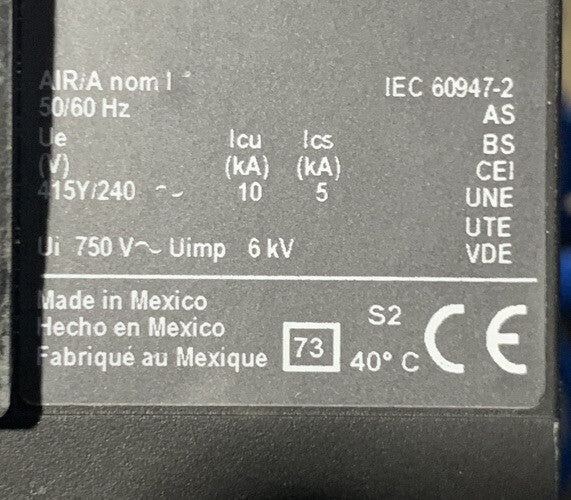 AIR/A nom I
50/60 Hz
Ue Icu Ics
(V) (kA) (kA)
415Y/240 ~ 10 5
Ui 750 V~ Uimp 6 kV
IEC 60947-2
AS
BS
CEI
UNE
UTE
VDE
Made in Mexico
Hecho en Mexico
Fabriqué au Mexique
73
S2
40° C
CE